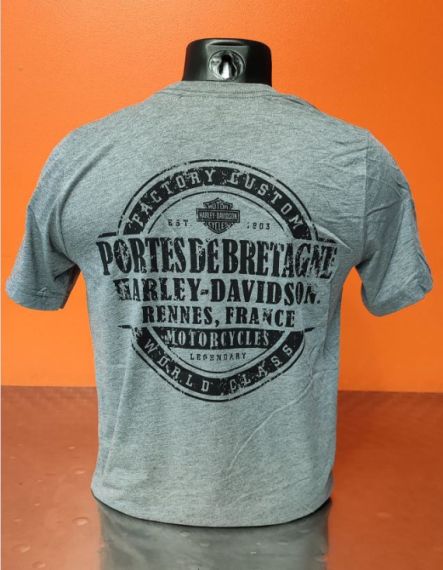 FACTORY CUSTOM
MOTOR
HARLEY-DAVIDSON
CYCLES
EST 1903
PORTES DE BRETAGNE
HARLEY-DAVIDSON.
RENNES, FRANCE
MOTORCYCLES
LEGENDARY
WORLD CLASS